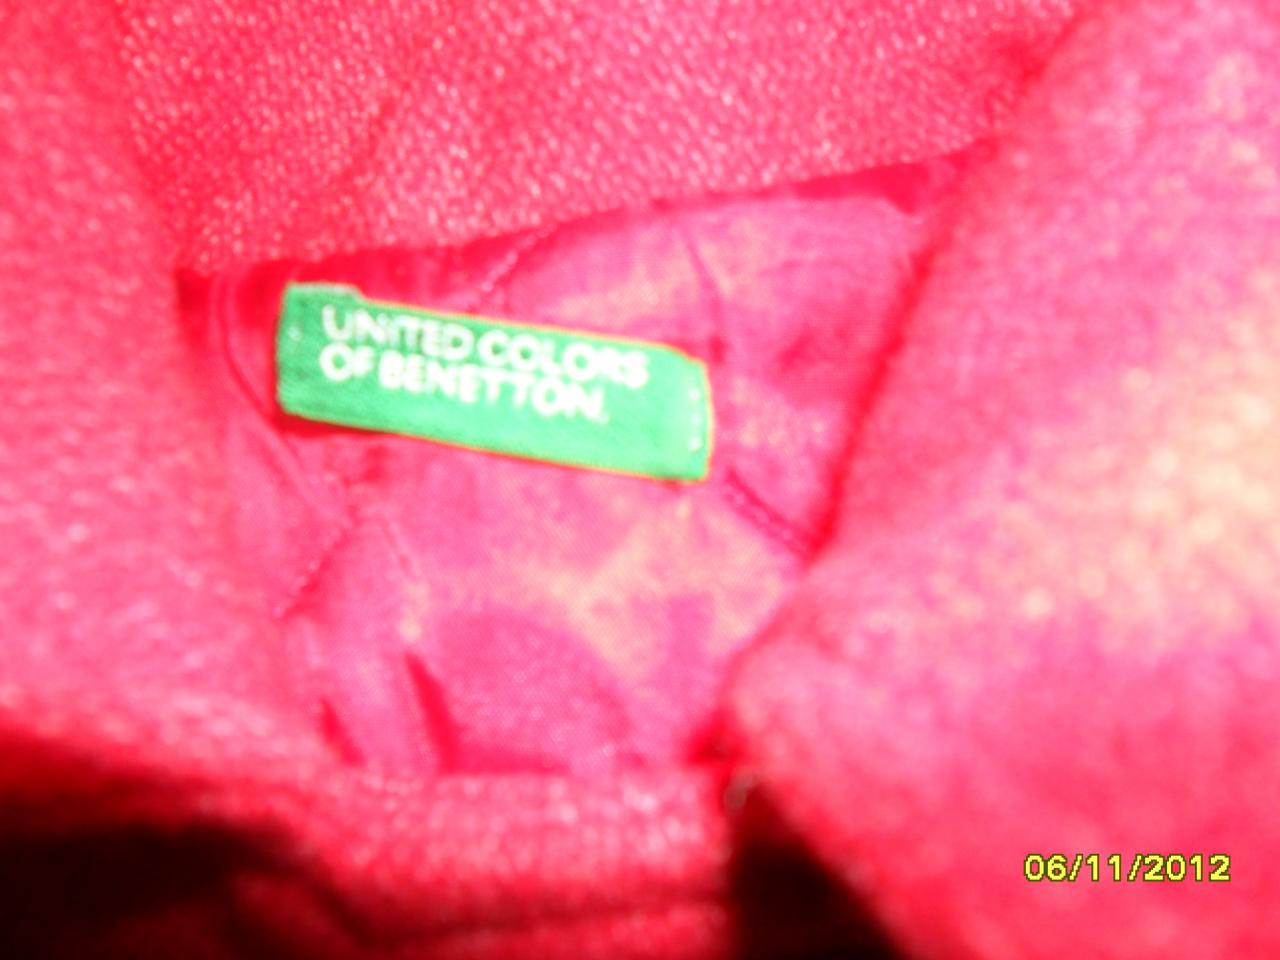 UNITED COLORS
OF BENETTON.
06/11/2012